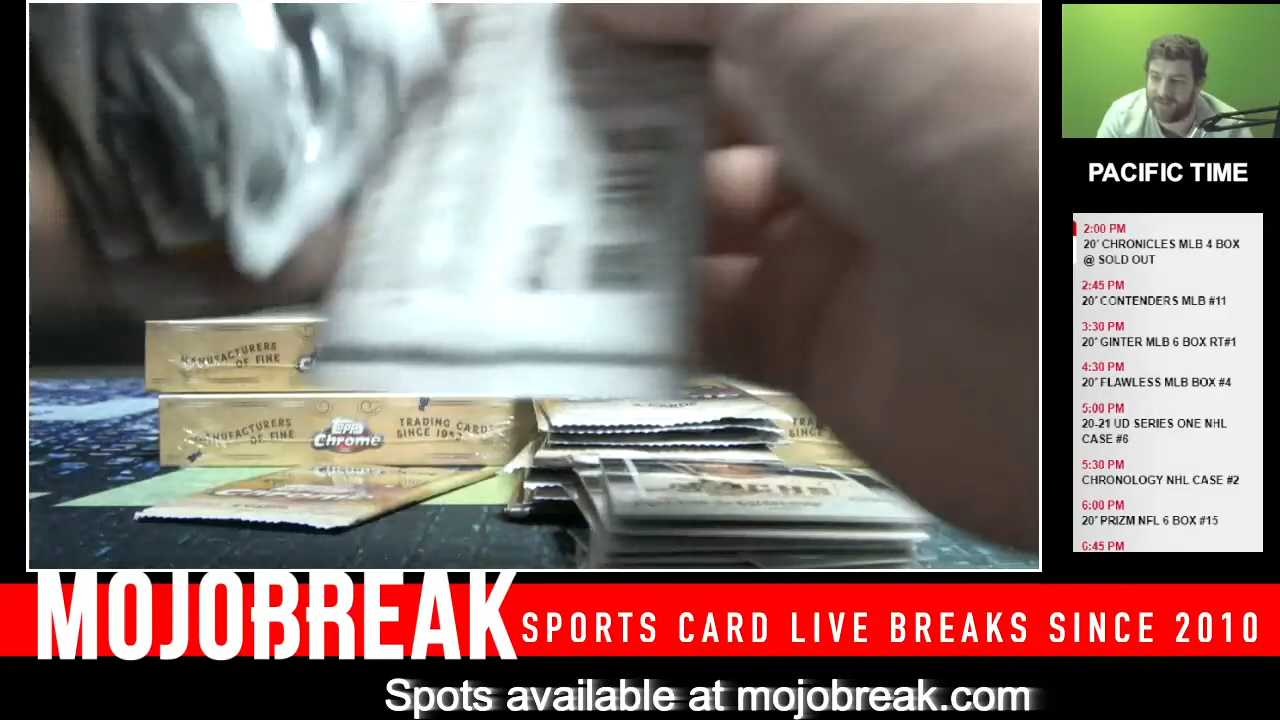 MANUFACTURERS
OF FINE
MANUFACTURERS
OF FINE
Topps
Chrome
TRADING CARDS
SINCE 1952
PACIFIC TIME
2:00 PM
20' CHRONICLES MLB 4 BOX
@ SOLD OUT
2:45 PM
20' CONTENDERS MLB #11
3:30 PM
20' GINTER MLB 6 BOX RT#1
4:30 PM
20' FLAWLESS MLB BOX #4
5:00 PM
20-21 UD SERIES ONE NHL
CASE #6
5:30 PM
CHRONOLOGY NHL CASE #2
6:00 PM
20' PRIZM NFL 6 BOX #15
6:45 PM
MOJOBREAK
SPORTS CARD LIVE BREAKS SINCE 2010
Spots available at mojobreak.com